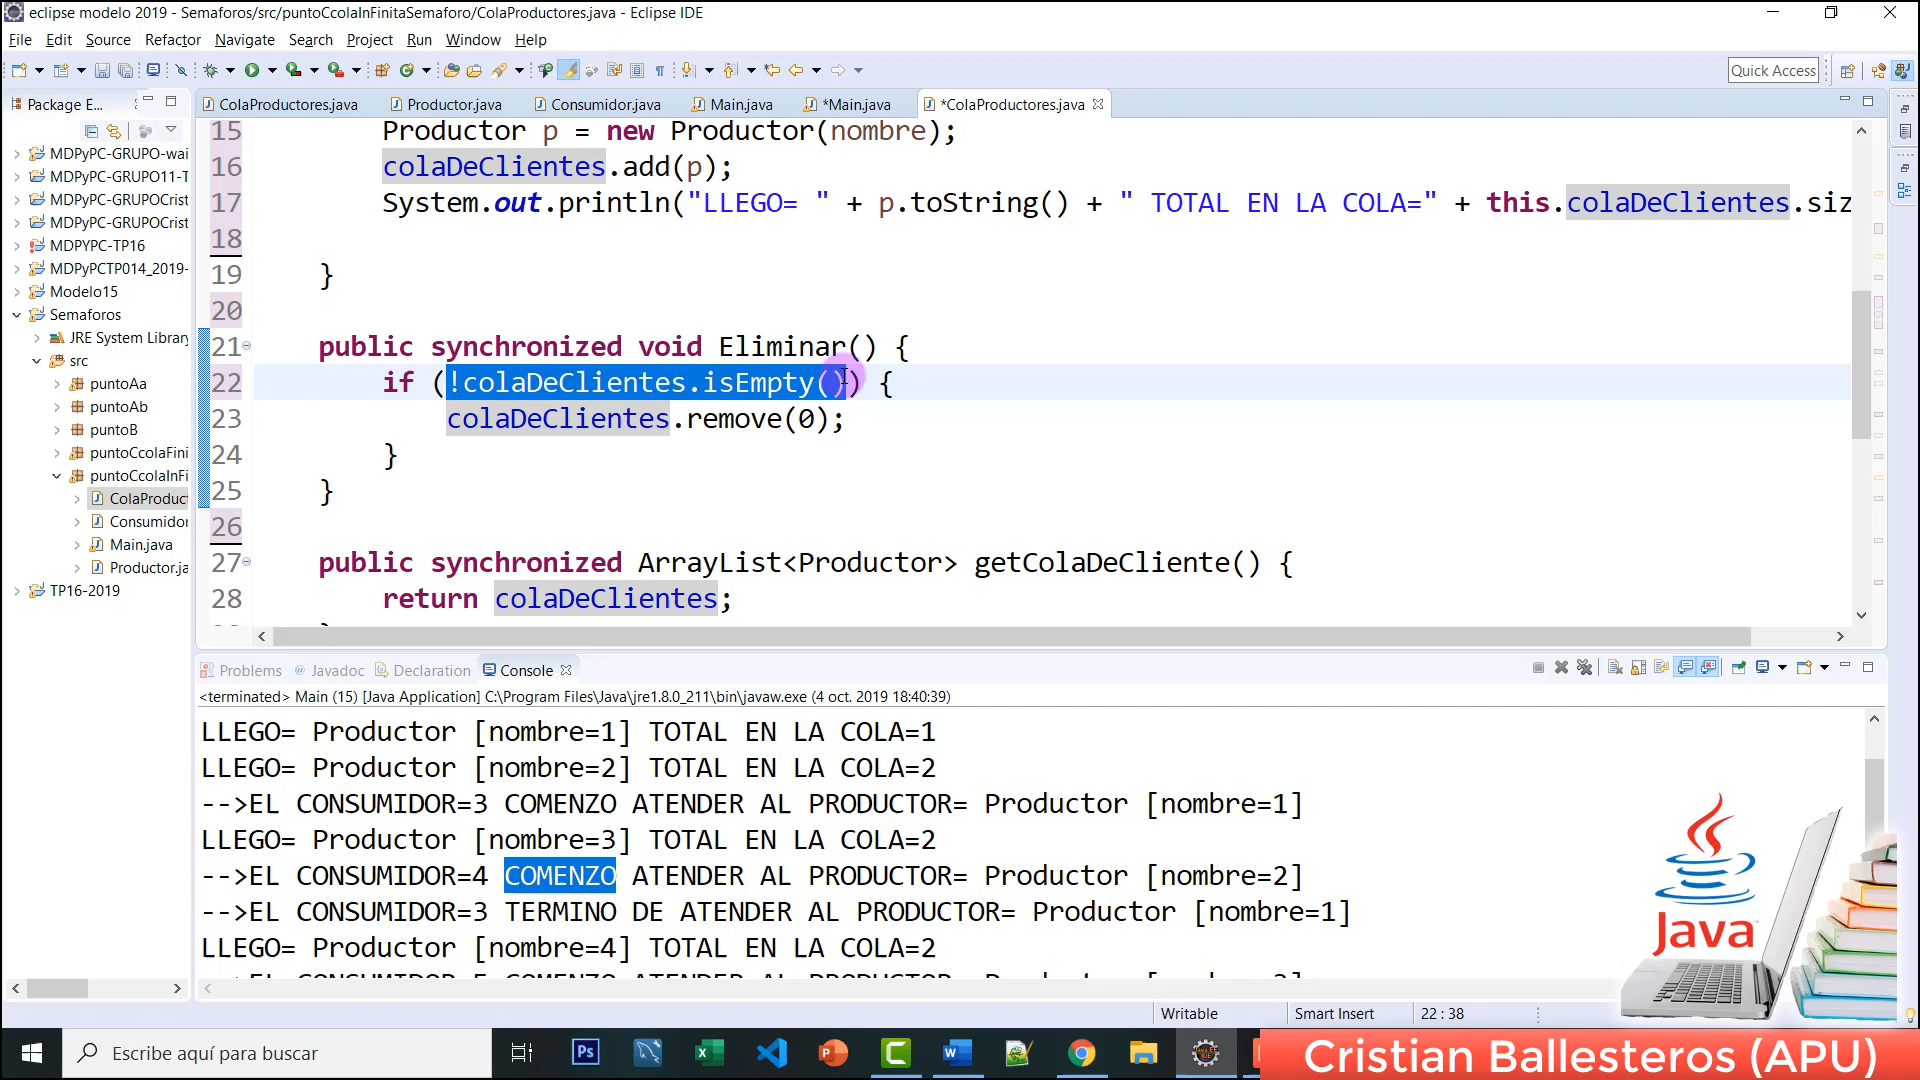 eclipse modelo 2019 - Semaforos/src/puntoCcolaInFinitaSemaforo/ColaProductores.java - Eclipse IDE
File Edit Source Refactor Navigate Search Project Run Window Help
Quick Access
Package E...
ColaProductores.java Productor.java Consumidor.java Main.java *Main.java *ColaProductores.java
MDPyPC-GRUPO-wai
MDPyPC-GRUPO11-T
MDPyPC-GRUPOCrist
MDPyPC-GRUPOCrist
MDPYPC-TP16
MDPyPCTP014_2019-
Modelo15
Semaforos
JRE System Library
src
puntoAa
puntoAb
puntoB
puntoCcolaFini
puntoCcolaInFi
ColaProduct
Consumidor
Main.java
Productor.ja
TP16-2019
15 Productor p = new Productor(nombre);
16 colaDeClientes.add(p);
17 System.out.println("LLEGO= " + p.toString() + " TOTAL EN LA COLA=" + this.colaDeClientes.siz
18
19 }
20
21 public synchronized void Eliminar() {
22 if (!colaDeClientes.isEmpty()) {
23 colaDeClientes.remove(0);
24 }
25 }
26
27 public synchronized ArrayList<Productor> getColaDeCliente() {
28 return colaDeClientes;
Problems @ Javadoc Declaration Console
<terminated> Main (15) [Java Application] C:\Program Files\Java\jre1.8.0_211\bin\javaw.exe (4 oct. 2019 18:40:39)
LLEGO= Productor [nombre=1] TOTAL EN LA COLA=1
LLEGO= Productor [nombre=2] TOTAL EN LA COLA=2
-->EL CONSUMIDOR=3 COMENZO ATENDER AL PRODUCTOR= Productor [nombre=1]
LLEGO= Productor [nombre=3] TOTAL EN LA COLA=2
-->EL CONSUMIDOR=4 COMENZO ATENDER AL PRODUCTOR= Productor [nombre=2]
-->EL CONSUMIDOR=3 TERMINO DE ATENDER AL PRODUCTOR= Productor [nombre=1]
LLEGO= Productor [nombre=4] TOTAL EN LA COLA=2
Java
Writable Smart Insert 22 : 38
Escribe aquí para buscar
Cristian Ballesteros (APU)